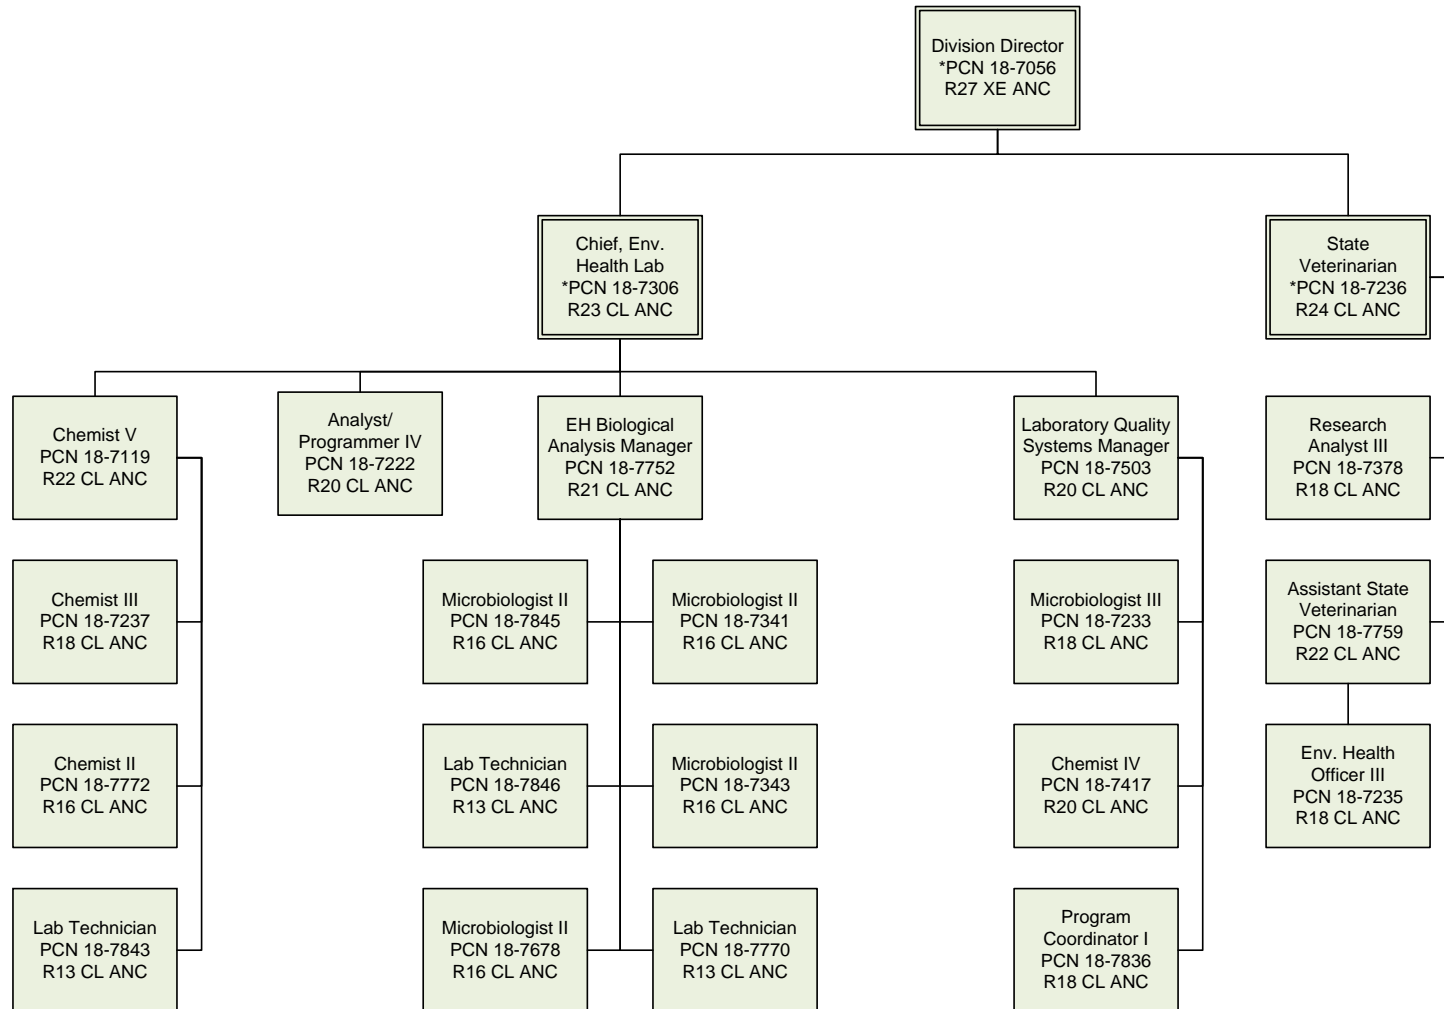 Division Director
*PCN 18-7056
R27 XE ANC
Chief, Env.
Health Lab
*PCN 18-7306
R23 CL ANC
State
Veterinarian
*PCN 18-7236
R24 CL ANC
Chemist V
PCN 18-7119
R22 CL ANC
Analyst/
Programmer IV
PCN 18-7222
R20 CL ANC
EH Biological
Analysis Manager
PCN 18-7752
R21 CL ANC
Laboratory Quality
Systems Manager
PCN 18-7503
R20 CL ANC
Research
Analyst III
PCN 18-7378
R18 CL ANC
Chemist III
PCN 18-7237
R18 CL ANC
Microbiologist II
PCN 18-7845
R16 CL ANC
Microbiologist II
PCN 18-7341
R16 CL ANC
Microbiologist III
PCN 18-7233
R18 CL ANC
Assistant State
Veterinarian
PCN 18-7759
R22 CL ANC
Chemist II
PCN 18-7772
R16 CL ANC
Lab Technician
PCN 18-7846
R13 CL ANC
Microbiologist II
PCN 18-7343
R16 CL ANC
Chemist IV
PCN 18-7417
R20 CL ANC
Env. Health
Officer III
PCN 18-7235
R18 CL ANC
Lab Technician
PCN 18-7843
R13 CL ANC
Microbiologist II
PCN 18-7678
R16 CL ANC
Lab Technician
PCN 18-7770
R13 CL ANC
Program
Coordinator I
PCN 18-7836
R18 CL ANC